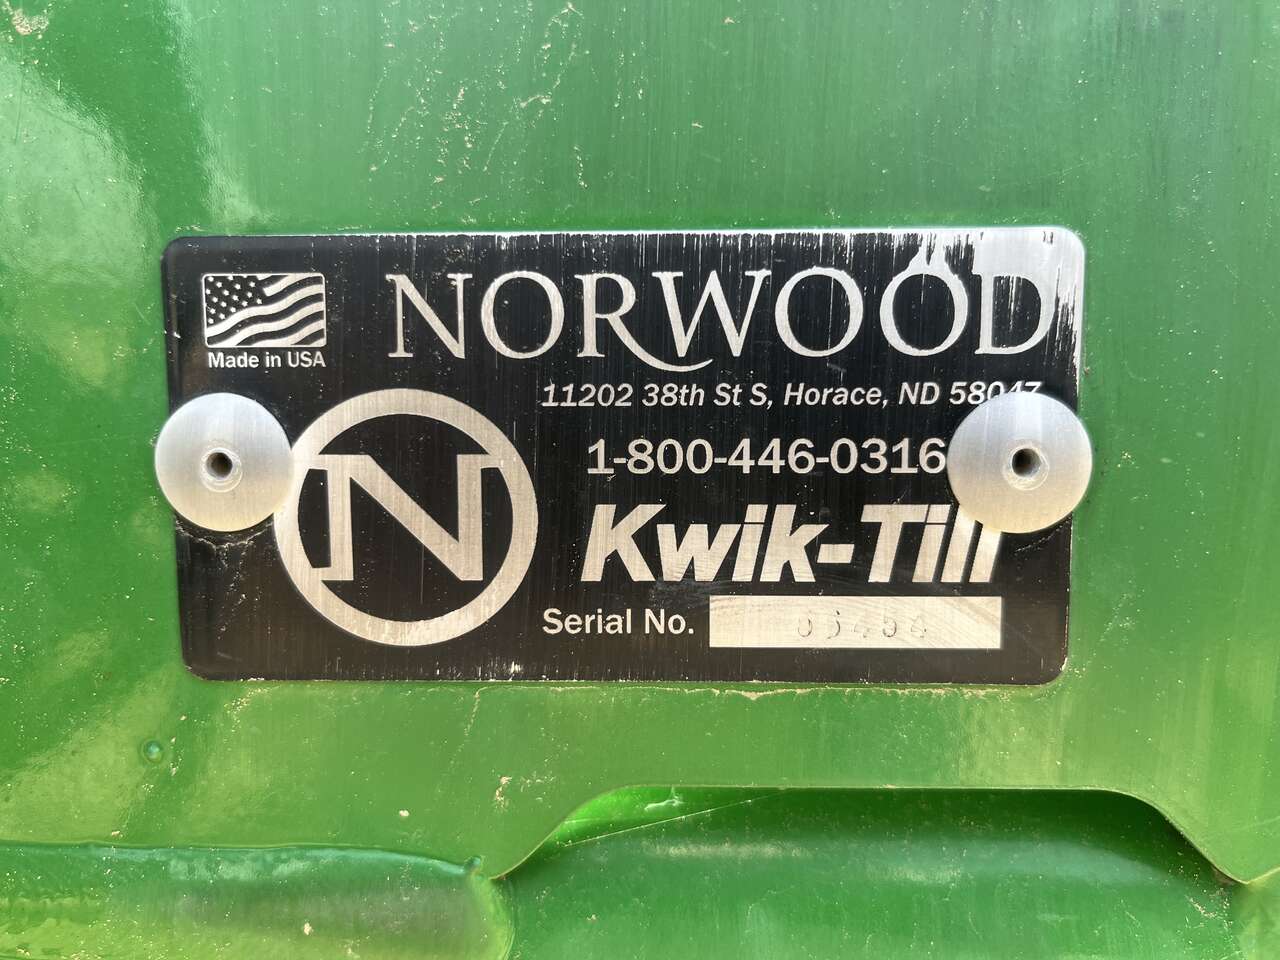 NORWOOD
Made in USA
11202 38th St S, Horace, ND 58047
1-800-446-0316
N
Kwik-Till
Serial No.